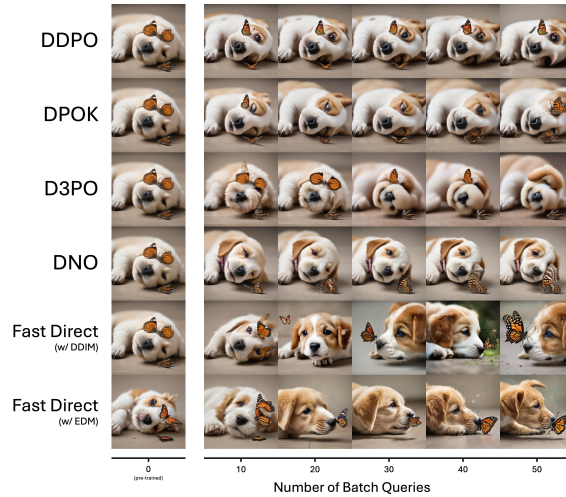 DDPO
DPOK
D3PO
DNO
Fast Direct
(w/ DDIM)
Fast Direct
(w/ EDM)
0
(pre-trained)
10
20
30
40
50
Number of Batch Queries